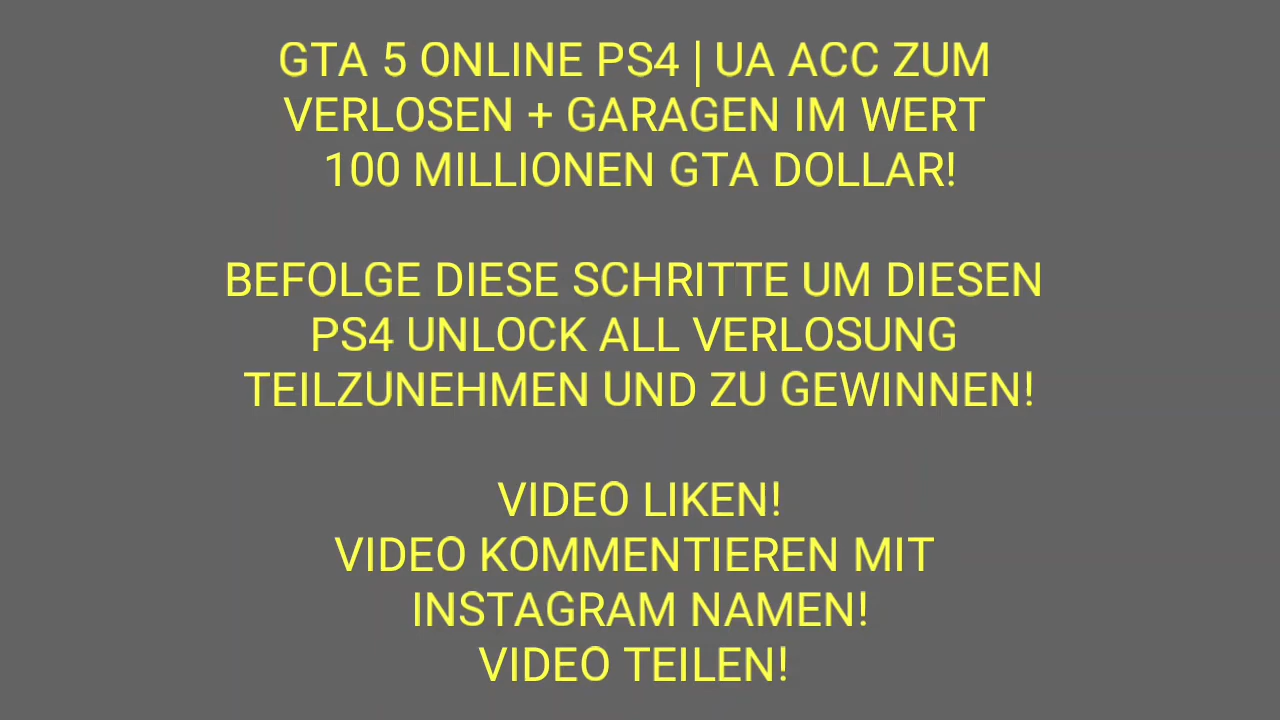 GTA 5 ONLINE PS4 | UA ACC ZUM
VERLOSEN + GARAGEN IM WERT
100 MILLIONEN GTA DOLLAR!
BEFOLGE DIESE SCHRITTE UM DIESEN
PS4 UNLOCK ALL VERLOSUNG
TEILZUNEHMEN UND ZU GEWINNEN!
VIDEO LIKEN!
VIDEO KOMMENTIEREN MIT
INSTAGRAM NAMEN!
VIDEO TEILEN!